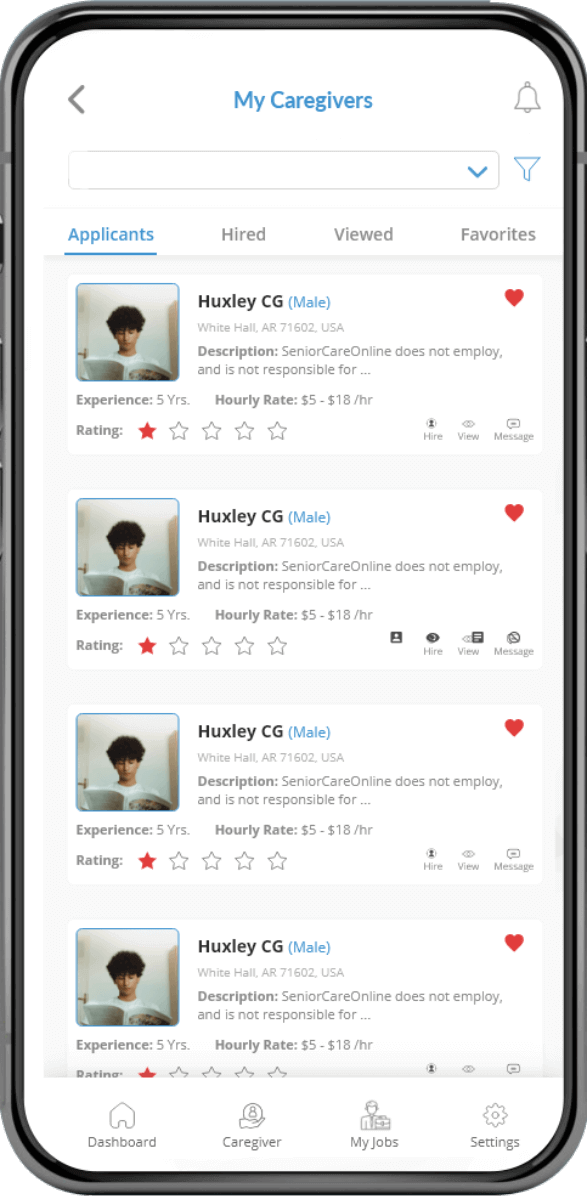 My Caregivers
Applicants Hired Viewed Favorites
Huxley CG (Male)
White Hall, AR 71602, USA
Description: SeniorCareOnline does not employ,
and is not responsible for ...
Experience: 5 Yrs. Hourly Rate: $5 - $18 /hr
Rating: Hire View Message
Huxley CG (Male)
White Hall, AR 71602, USA
Description: SeniorCareOnline does not employ,
and is not responsible for ...
Experience: 5 Yrs. Hourly Rate: $5 - $18 /hr
Rating: Hire View Message
Huxley CG (Male)
White Hall, AR 71602, USA
Description: SeniorCareOnline does not employ,
and is not responsible for ...
Experience: 5 Yrs. Hourly Rate: $5 - $18 /hr
Rating: Hire View Message
Huxley CG (Male)
White Hall, AR 71602, USA
Description: SeniorCareOnline does not employ,
and is not responsible for ...
Experience: 5 Yrs. Hourly Rate: $5 - $18 /hr
Rating:
Dashboard Caregiver My Jobs Settings